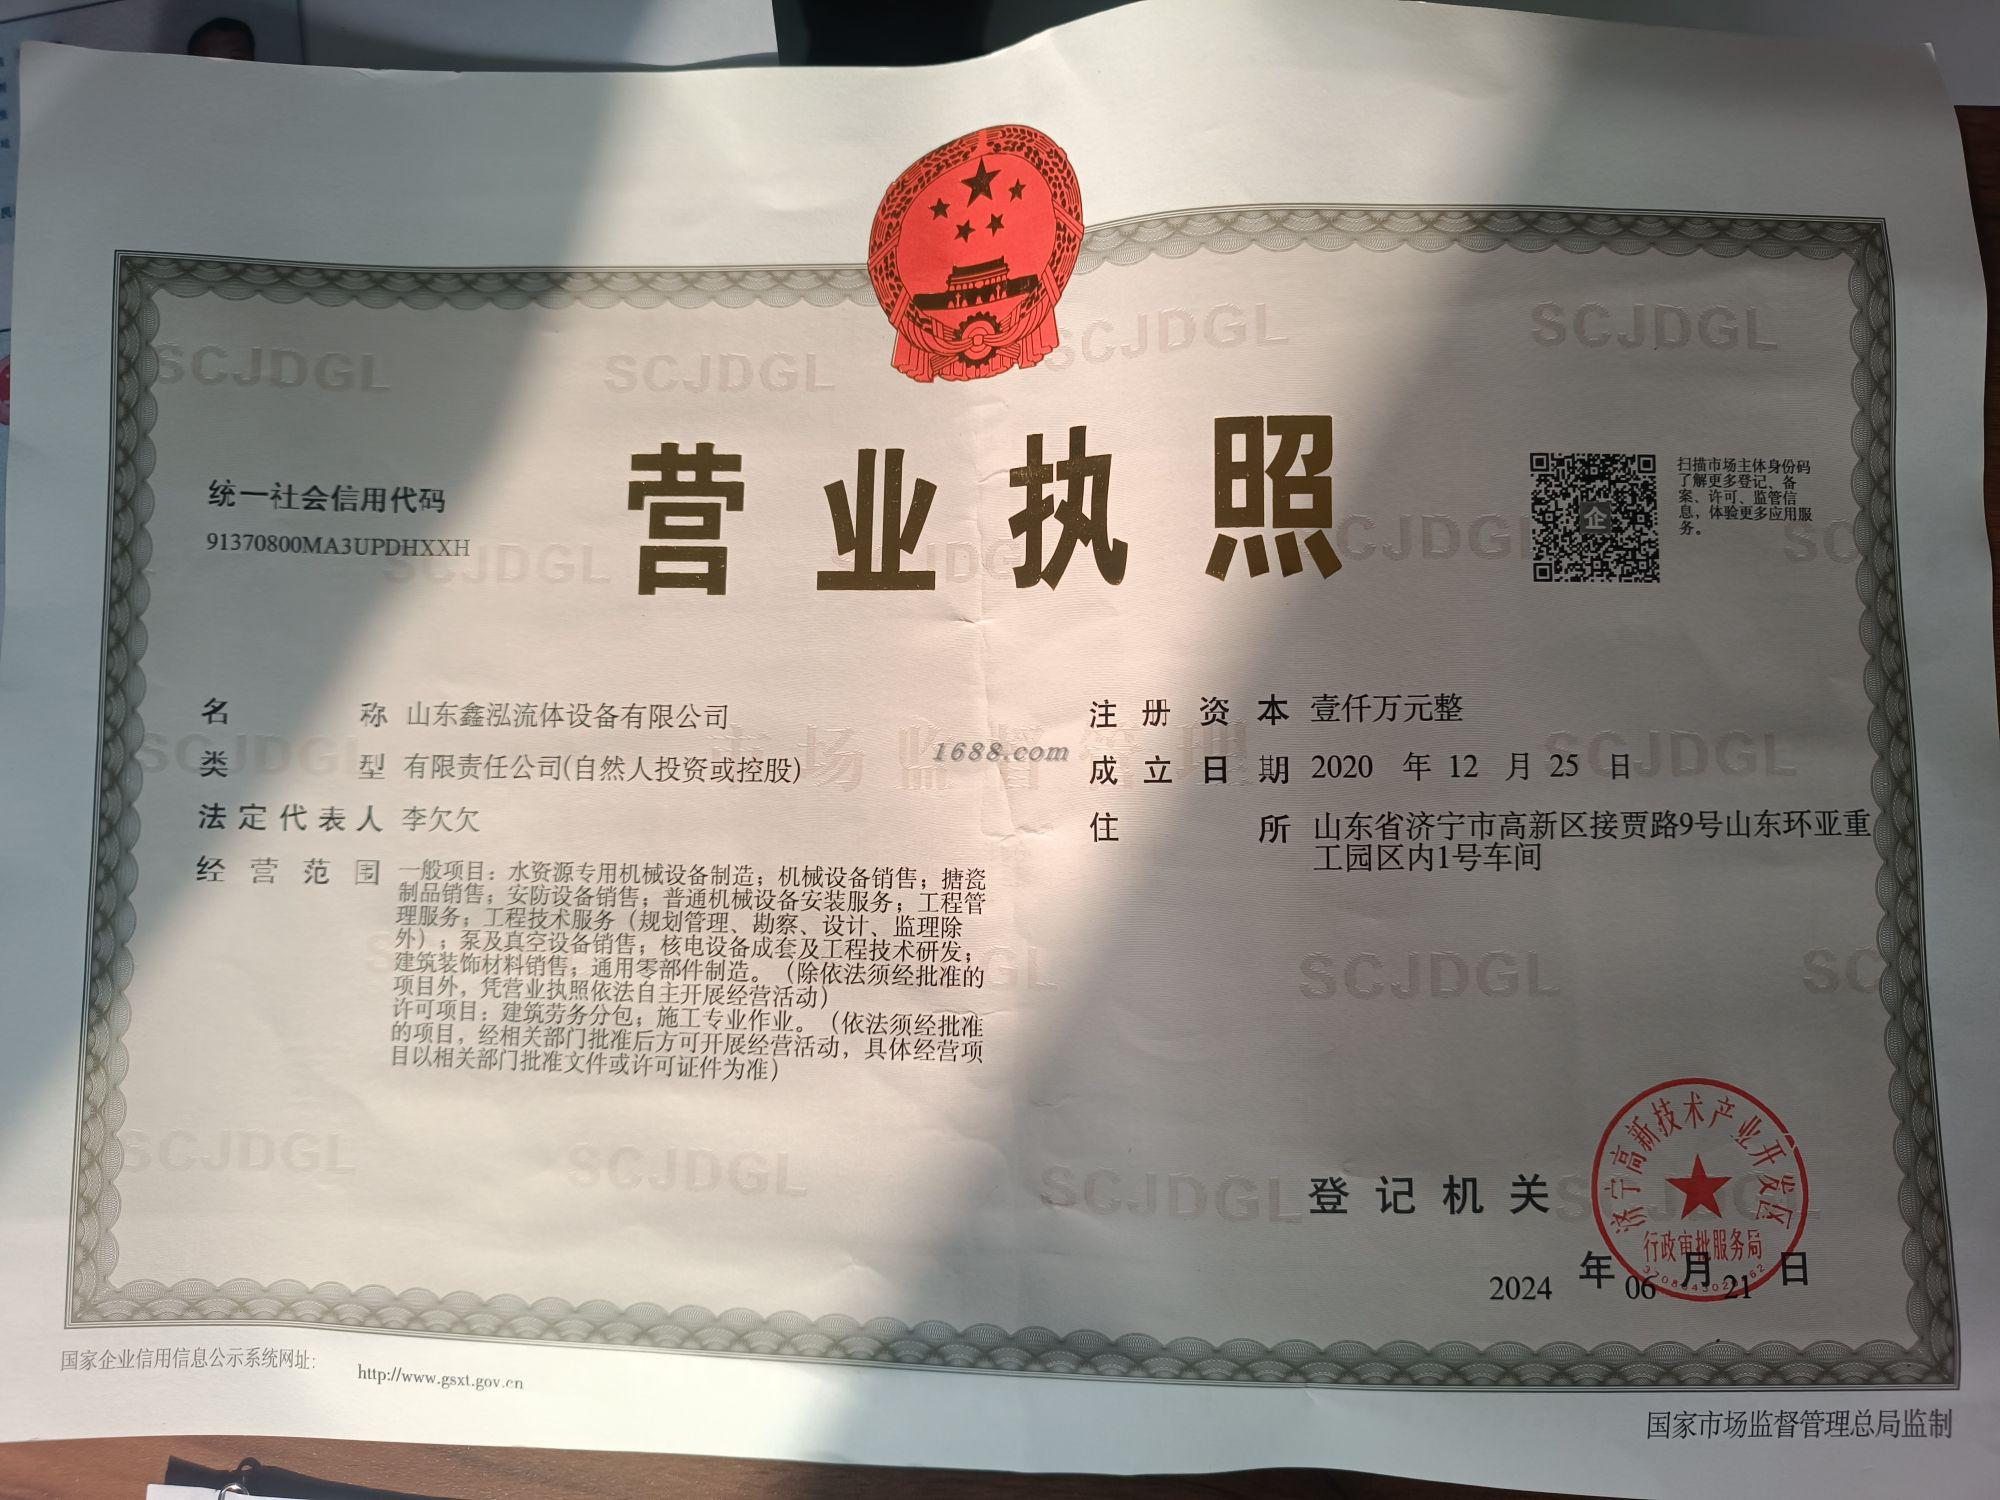 营业执照
统一社会信用代码
91370800MA3UPDHXXH
企
扫描市场主体身份码
了解更多登记、备
案、许可、监管信
息，体验更多应用服
务。
名 称 山东鑫泓流体设备有限公司
类 型 有限责任公司(自然人投资或控股)
法定代表人 李欠欠
经营范围 一般项目：水资源专用机械设备制造；机械设备销售；搪瓷
制品销售；安防设备销售；普通机械设备安装服务；工程管
理服务；工程技术服务（规划管理、勘察、设计、监理除
外）；泵及真空设备销售；核电设备成套及工程技术研发；
建筑装饰材料销售；通用零部件制造。（除依法须经批准的
项目外，凭营业执照依法自主开展经营活动）
许可项目：建筑劳务分包；施工专业作业。（依法须经批准
的项目，经相关部门批准后方可开展经营活动，具体经营项
目以相关部门批准文件或许可证件为准）
注册资本 壹仟万元整
成立日期 2020 年 12 月 25 日
住 所 山东省济宁市高新区接贾路9号山东环亚重
工园区内1号车间
1688.com
市场监督管理
SCJDGL
SCJDGL
SCJDGL
SCJDGL
登记机关
济宁高新技术产业开发区
行政审批服务局
2024 年 06 月 21 日
国家企业信用信息公示系统网址：
http://www.gsxt.gov.cn
国家市场监督管理总局监制